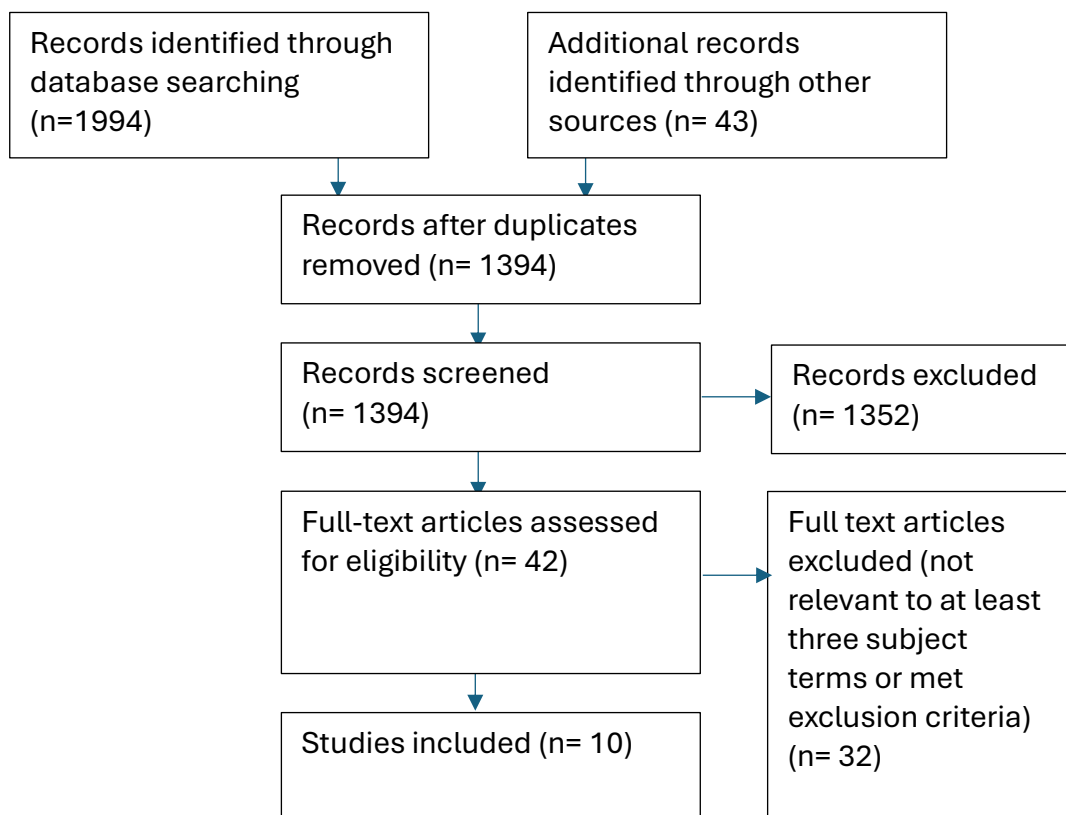 Records identified through
database searching
(n=1994)
Additional records
identified through other
sources (n= 43)
Records after duplicates
removed (n= 1394)
Records screened
(n= 1394)
Records excluded
(n= 1352)
Full-text articles assessed
for eligibility (n= 42)
Full text articles
excluded (not
relevant to at least
three subject
terms or met
exclusion criteria)
(n= 32)
Studies included (n= 10)